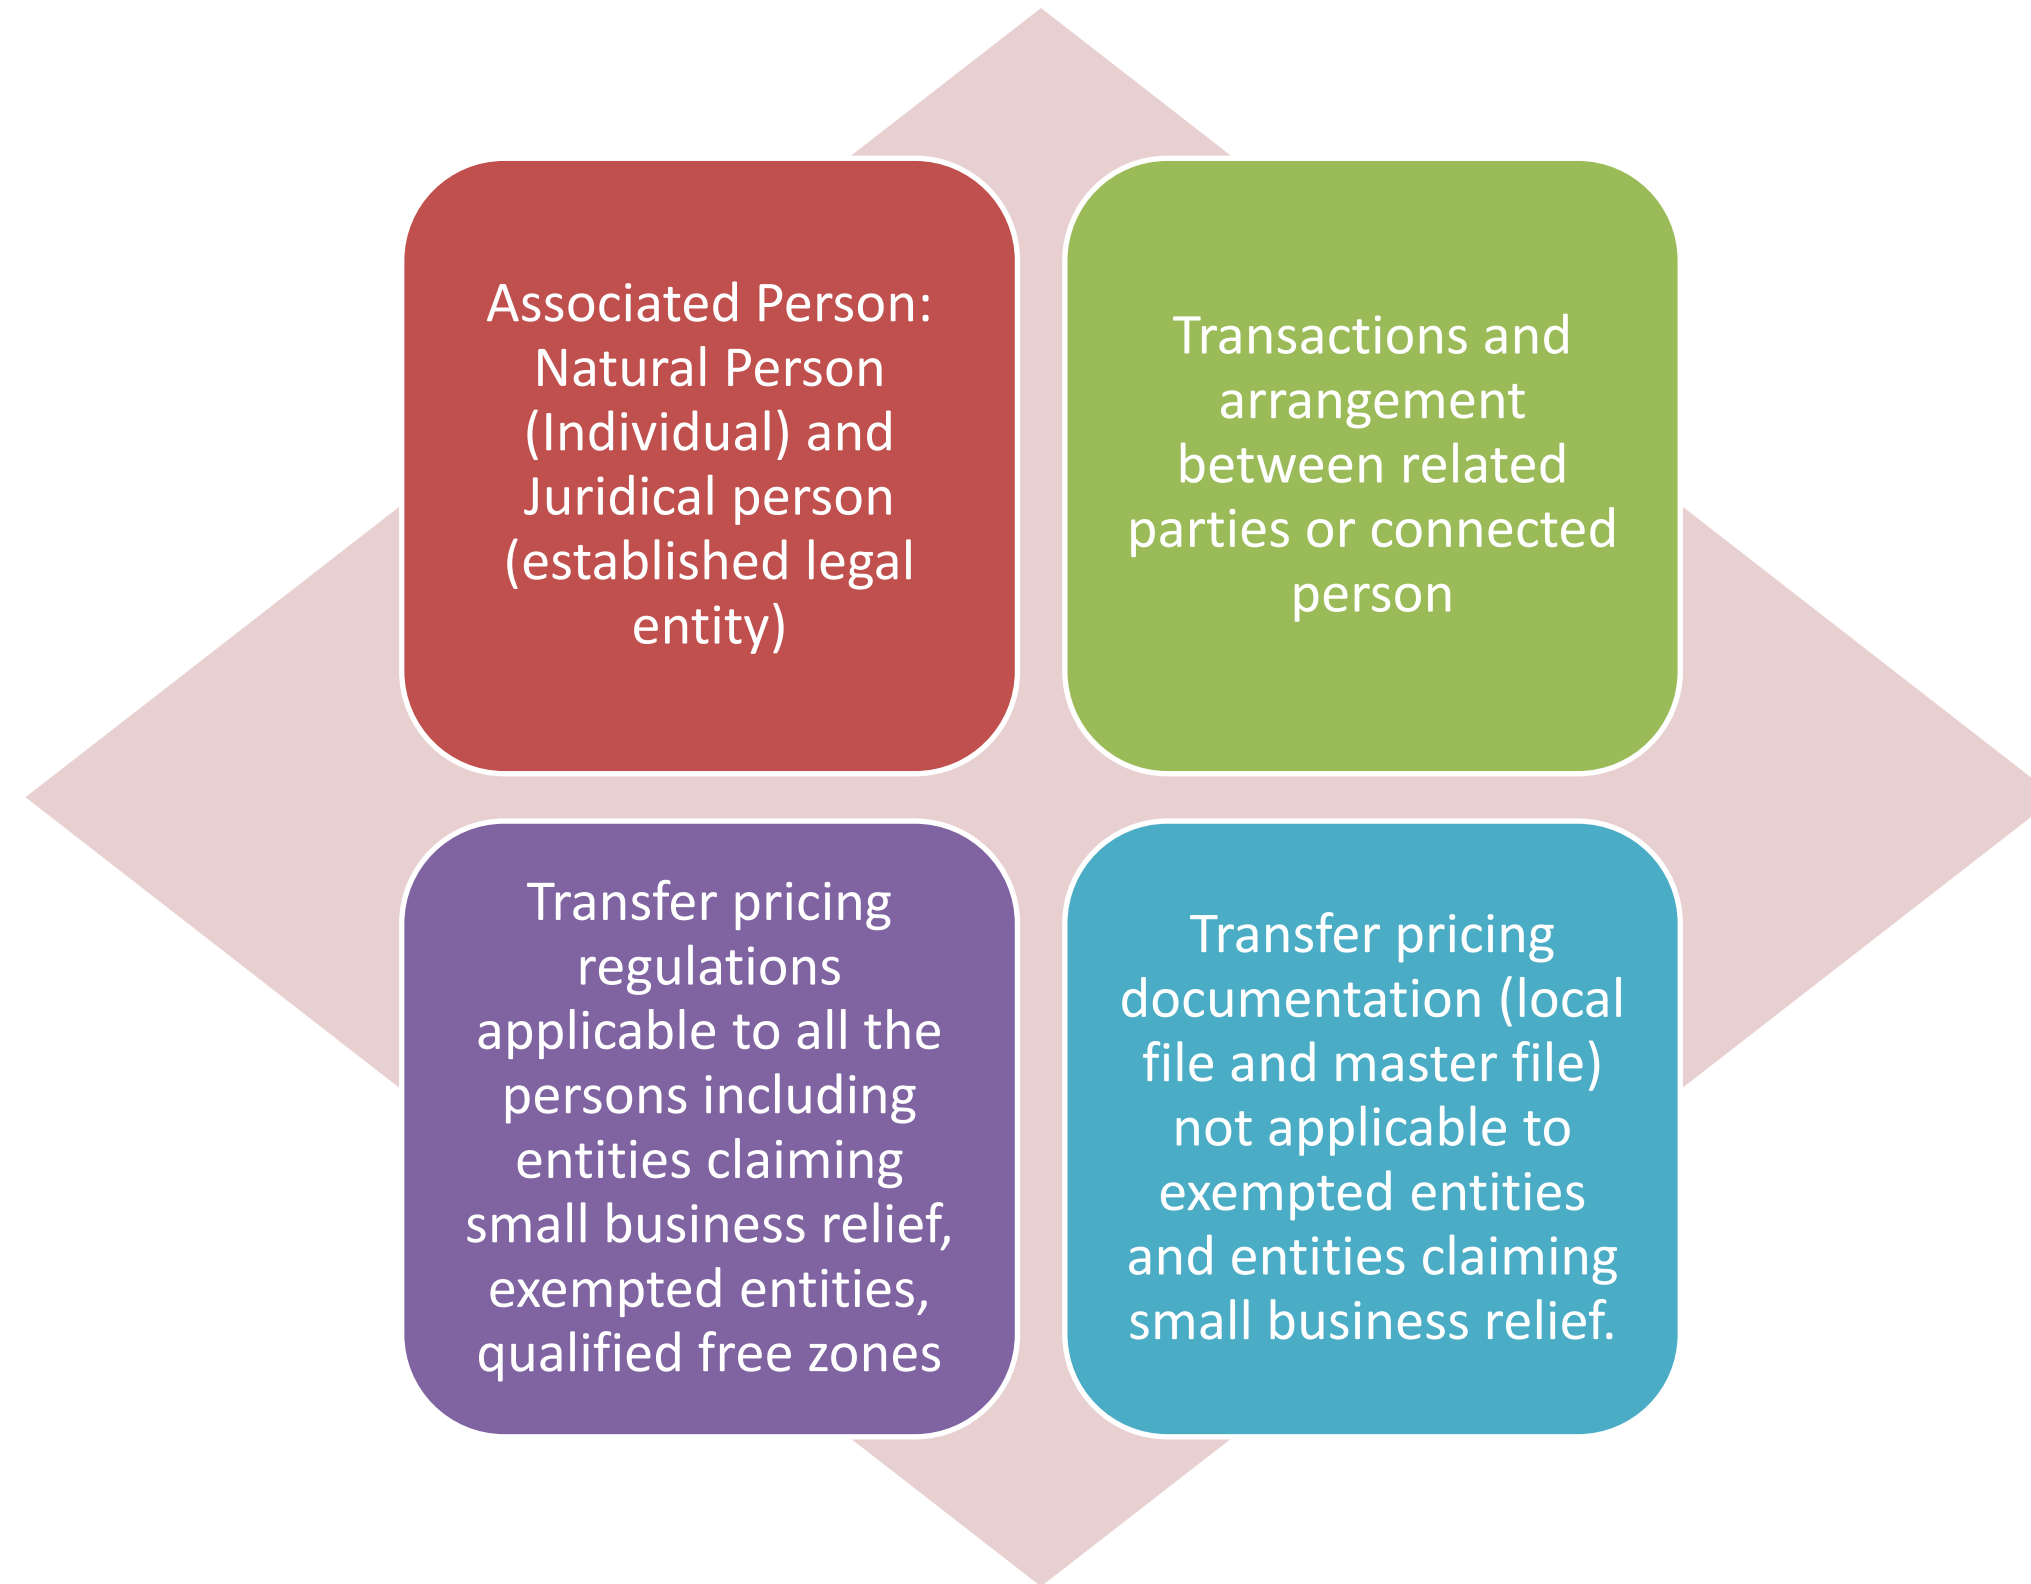 Associated Person:
Natural Person
(Individual) and
Juridical person
(established legal
entity)
Transactions and
arrangement
between related
parties or connected
person
Transfer pricing
regulations
applicable to all the
persons including
entities claiming
small business relief,
exempted entities,
qualified free zones
Transfer pricing
documentation (local
file and master file)
not applicable to
exempted entities
and entities claiming
small business relief.